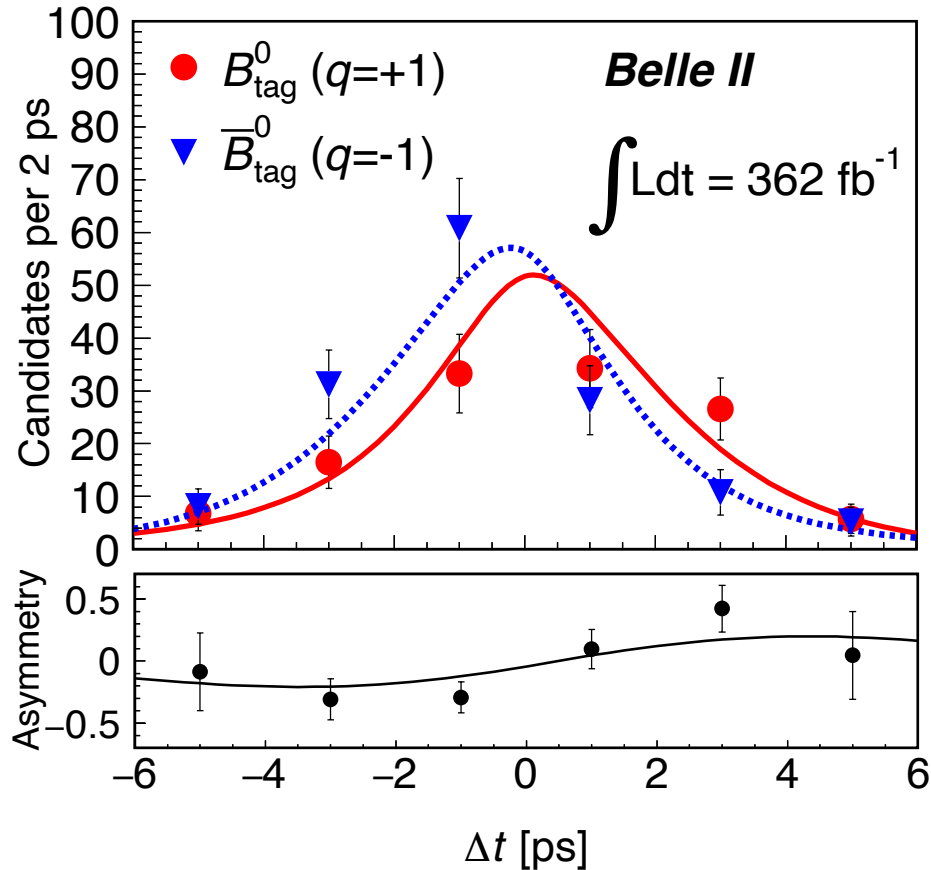 Candidates per 2 ps
100
90
80
70
60
50
40
30
20
10
0
B⁰tag (q=+1)
B̅⁰tag (q=-1)
Belle II
∫Ldt = 362 fb⁻¹
Asymmetry
0.5
0
−0.5
−6 −4 −2 0 2 4 6
Δt [ps]